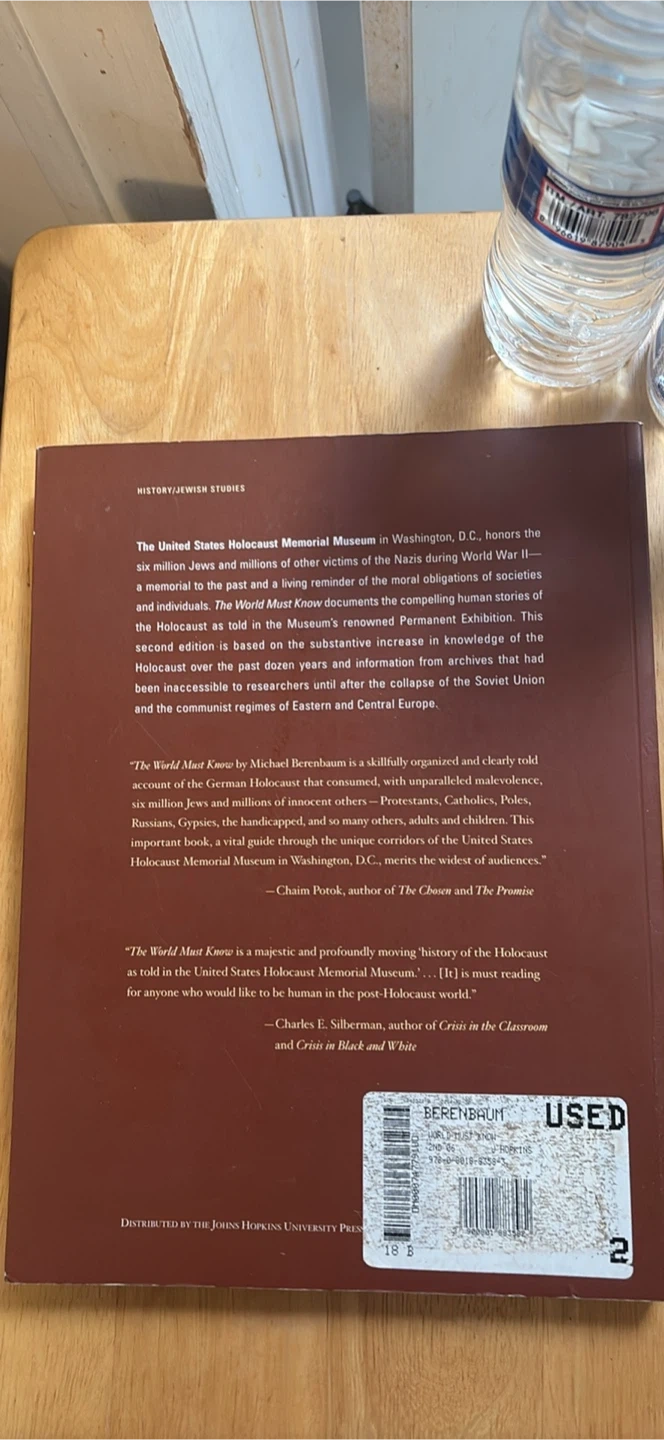 HISTORY/JEWISH STUDIES
The United States Holocaust Memorial Museum in Washington, D.C., honors the
six million Jews and millions of other victims of the Nazis during World War II—
a memorial to the past and a living reminder of the moral obligations of societies
and individuals. The World Must Know documents the compelling human stories of
the Holocaust as told in the Museum's renowned Permanent Exhibition. This
second edition is based on the substantive increase in knowledge of the
Holocaust over the past dozen years and information from archives that had
been inaccessible to researchers until after the collapse of the Soviet Union
and the communist regimes of Eastern and Central Europe.
“The World Must Know by Michael Berenbaum is a skillfully organized and clearly told
account of the German Holocaust that consumed, with unparalleled malevolence,
six million Jews and millions of innocent others—Protestants, Catholics, Poles,
Russians, Gypsies, the handicapped, and so many others, adults and children. This
important book, a vital guide through the unique corridors of the United States
Holocaust Memorial Museum in Washington, D.C., merits the widest of audiences.”
—Chaim Potok, author of The Chosen and The Promise
“The World Must Know is a majestic and profoundly moving ‘history of the Holocaust
as told in the United States Holocaust Memorial Museum.’ . . . [It] is must reading
for anyone who would like to be human in the post-Holocaust world.”
—Charles E. Silberman, author of Crisis in the Classroom
and Crisis in Black and White
BERENBAUM USED
WORLD MUST KNOW
2ND
HOPKINS
18 B
2
DISTRIBUTED BY THE JOHNS HOPKINS UNIVERSITY PRESS